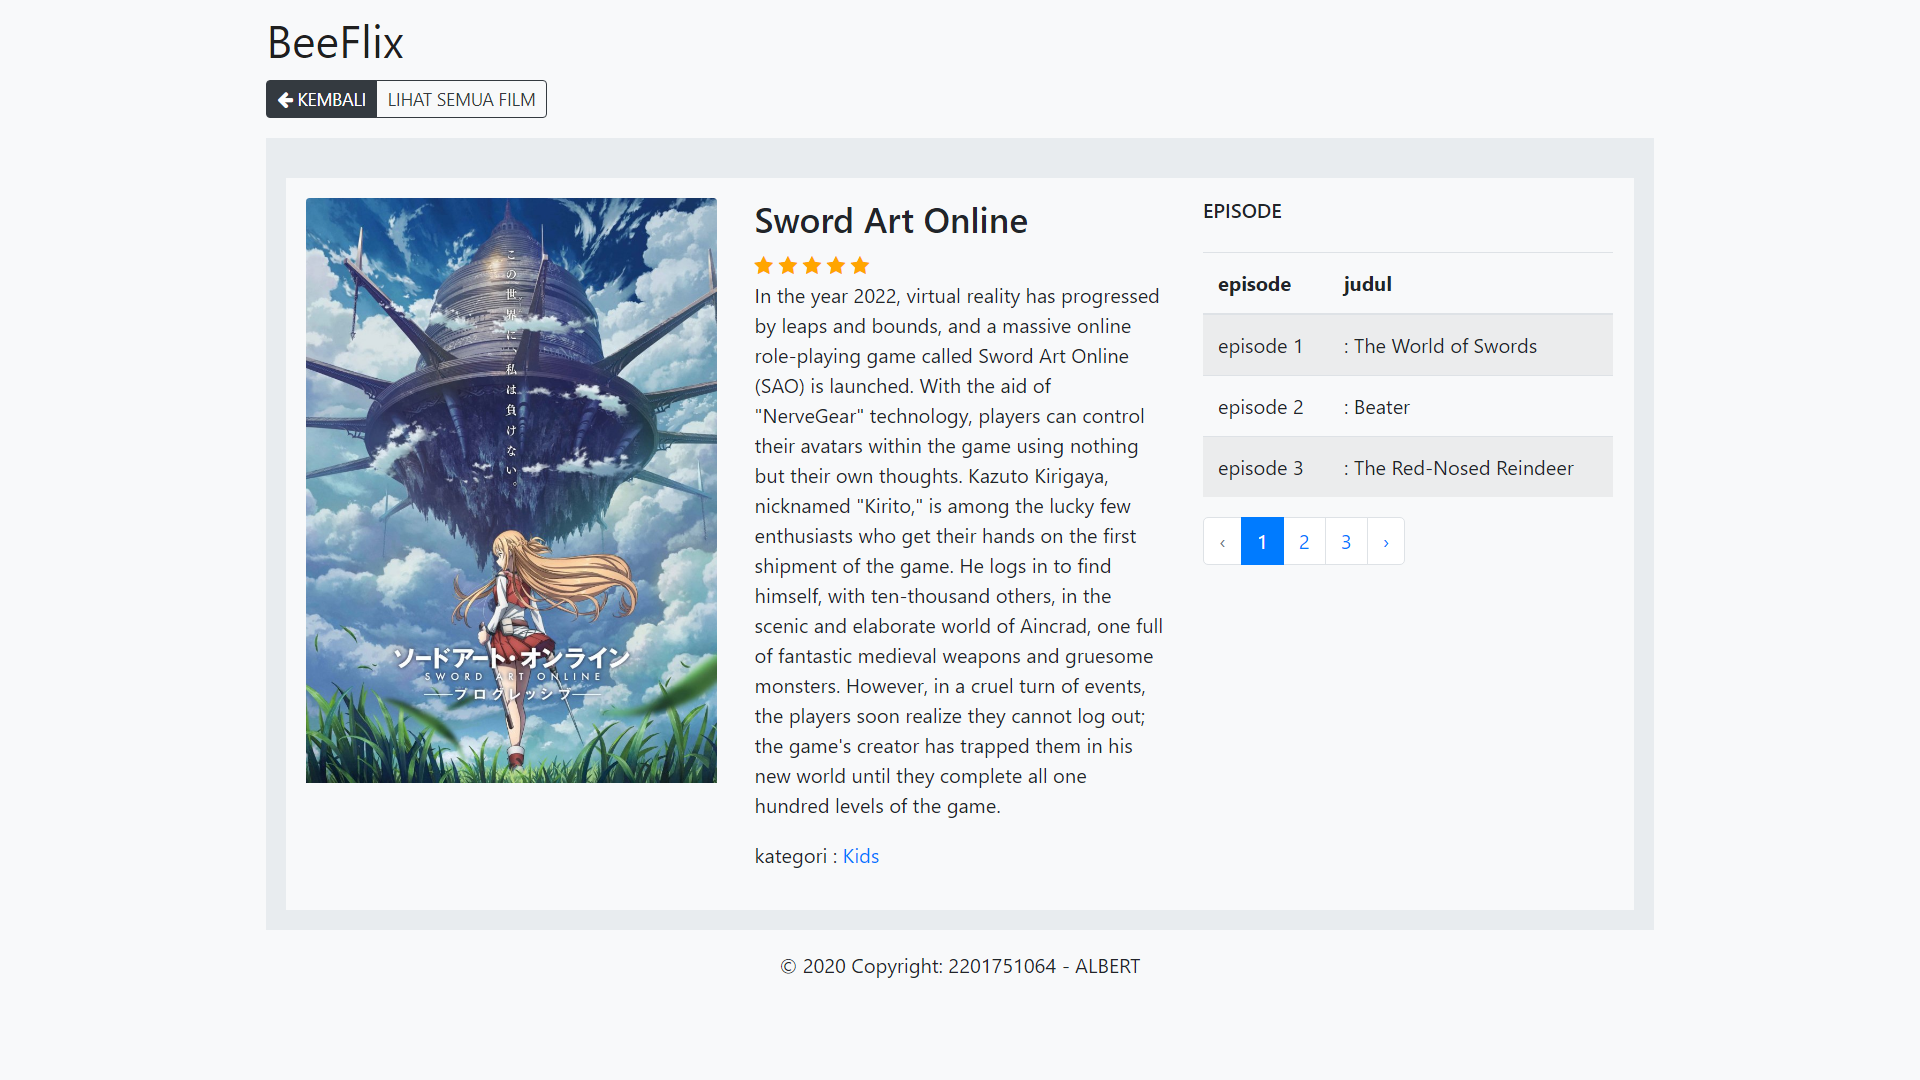 BeeFlix
KEMBALI
LIHAT SEMUA FILM
この世界に、私は負けない。
ソードアート・オンライン
SWORD ART ONLINE
プログレッシブ
Sword Art Online
In the year 2022, virtual reality has progressed
by leaps and bounds, and a massive online
role-playing game called Sword Art Online
(SAO) is launched. With the aid of
"NerveGear" technology, players can control
their avatars within the game using nothing
but their own thoughts. Kazuto Kirigaya,
nicknamed "Kirito," is among the lucky few
enthusiasts who get their hands on the first
shipment of the game. He logs in to find
himself, with ten-thousand others, in the
scenic and elaborate world of Aincrad, one full
of fantastic medieval weapons and gruesome
monsters. However, in a cruel turn of events,
the players soon realize they cannot log out;
the game's creator has trapped them in his
new world until they complete all one
hundred levels of the game.
kategori : Kids
EPISODE
episode judul
episode 1 : The World of Swords
episode 2 : Beater
episode 3 : The Red-Nosed Reindeer
‹ 1 2 3 ›
© 2020 Copyright: 2201751064 - ALBERT